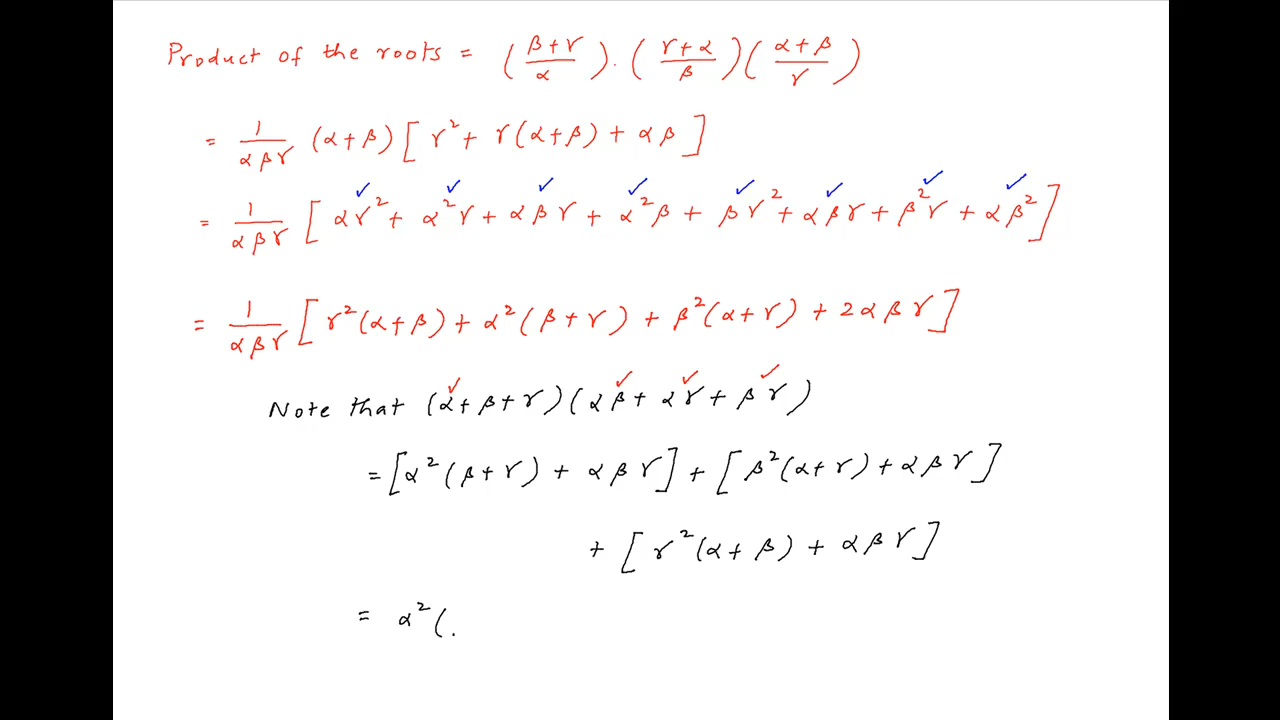 Product of the roots = ((β+γ)/α) · ((γ+α)/β) ((α+β)/γ)
= 1/(αβγ) (α+β) [γ² + γ(α+β) + αβ]
= 1/(αβγ) [αγ² + α²γ + αβγ + α²β + βγ² + αβγ + β²γ + αβ²]
= 1/(αβγ) [γ²(α+β) + α²(β+γ) + β²(α+γ) + 2αβγ]
Note that (α+β+γ)(αβ + αγ + βγ)
= [α²(β+γ) + αβγ] + [β²(α+γ) + αβγ]
+ [γ²(α+β) + αβγ]
= α²(.